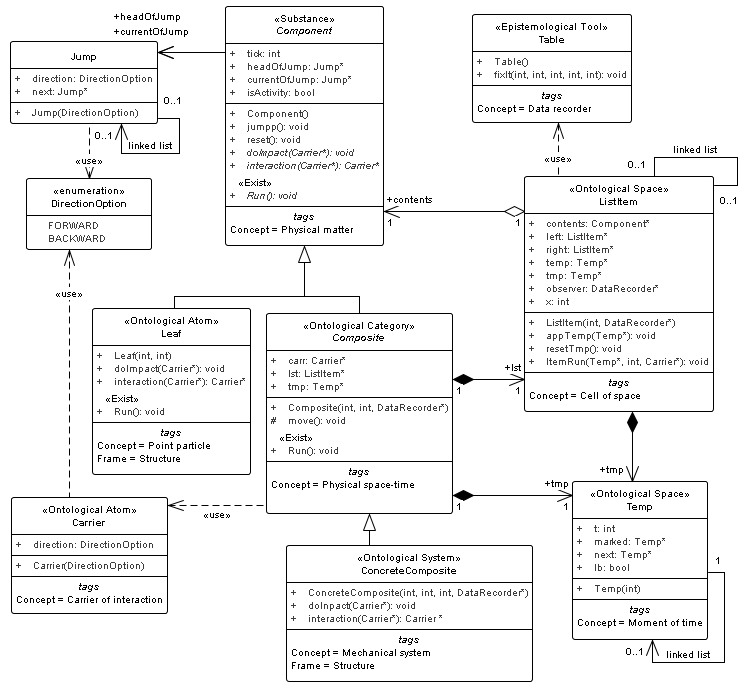 +headOfJump
+currentOfJump
Jump
+ direction: DirectionOption
+ next: Jump*
+ Jump(DirectionOption)
0..1
0..1
linked list
«use»
«enumeration»
DirectionOption
FORWARD
BACKWARD
«use»
«Substance»
Component
+ tick: int
+ headOfJump: Jump*
+ currentOfJump: Jump*
+ isActivity: bool
+ Component()
+ jumpp(): void
+ reset(): void
+ doImpact(Carrier*): void
+ interaction(Carrier*): Carrier*
«Exist»
+ Run(): void
tags
Concept = Physical matter
«Epistemological Tool»
Table
+ Table()
+ fixIt(int, int, int, int, int): void
tags
Concept = Data recorder
«use»
linked list
0..1
0..1
+contents
1
1
«Ontological Space»
ListItem
+ contents: Component*
+ left: ListItem*
+ right: ListItem*
+ temp: Temp*
+ tmp: Temp*
+ observer: DataRecorder*
+ x: int
+ ListItem(int, DataRecorder*)
+ appTemp(Temp*): void
+ resetTmp(): void
+ ItemRun(Temp*, int, Carrier*): void
tags
Concept = Cell of space
«Ontological Atom»
Leaf
+ Leaf(int, int)
+ doImpact(Carrier*): void
+ interaction(Carrier*): Carrier*
«Exist»
+ Run(): void
tags
Concept = Point particle
Frame = Structure
«Ontological Category»
Composite
+ carr: Carrier*
+ lst: ListItem*
+ tmp: Temp*
+ Composite(int, int, DataRecorder*)
# move(): void
«Exist»
+ Run(): void
tags
Concept = Physical space-time
+lst
1
1
+tmp
+tmp
1
1
«use»
«Ontological Atom»
Carrier
+ direction: DirectionOption
+ Carrier(DirectionOption)
tags
Concept = Carrier of interaction
«Ontological System»
ConcreteComposite
+ ConcreteComposite(int, int, int, DataRecorder*)
+ doInpact(Carrier*): void
+ interaction(Carrier*): Carrier*
tags
Concept = Mechanical system
Frame = Structure
«Ontological Space»
Temp
+ t: int
+ marked: Temp*
+ next: Temp*
+ lb: bool
+ Temp(int)
tags
Concept = Moment of time
1
0..1
linked list